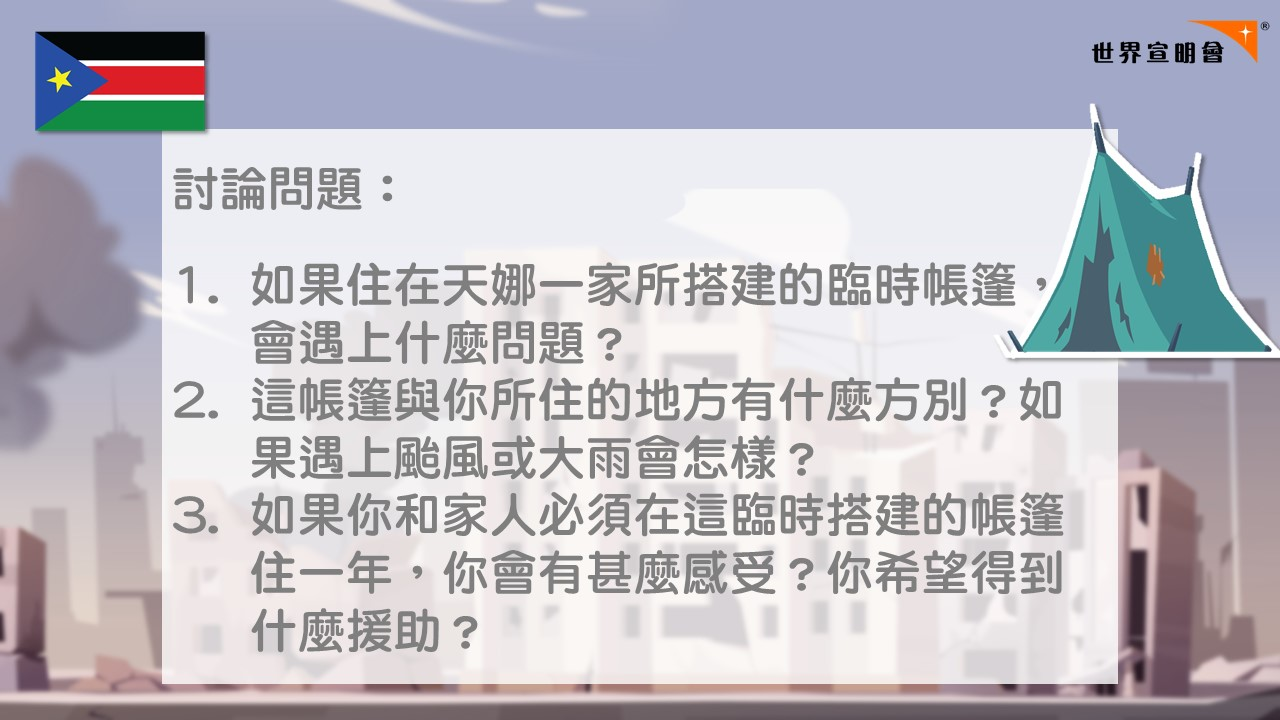 世界宣明會®
討論問題：
1. 如果住在天娜一家所搭建的臨時帳篷，
會遇上什麼問題？
2. 這帳篷與你所住的地方有什麼方別？如
果遇上颱風或大雨會怎樣？
3. 如果你和家人必須在這臨時搭建的帳篷
住一年，你會有甚麼感受？你希望得到
什麼援助？